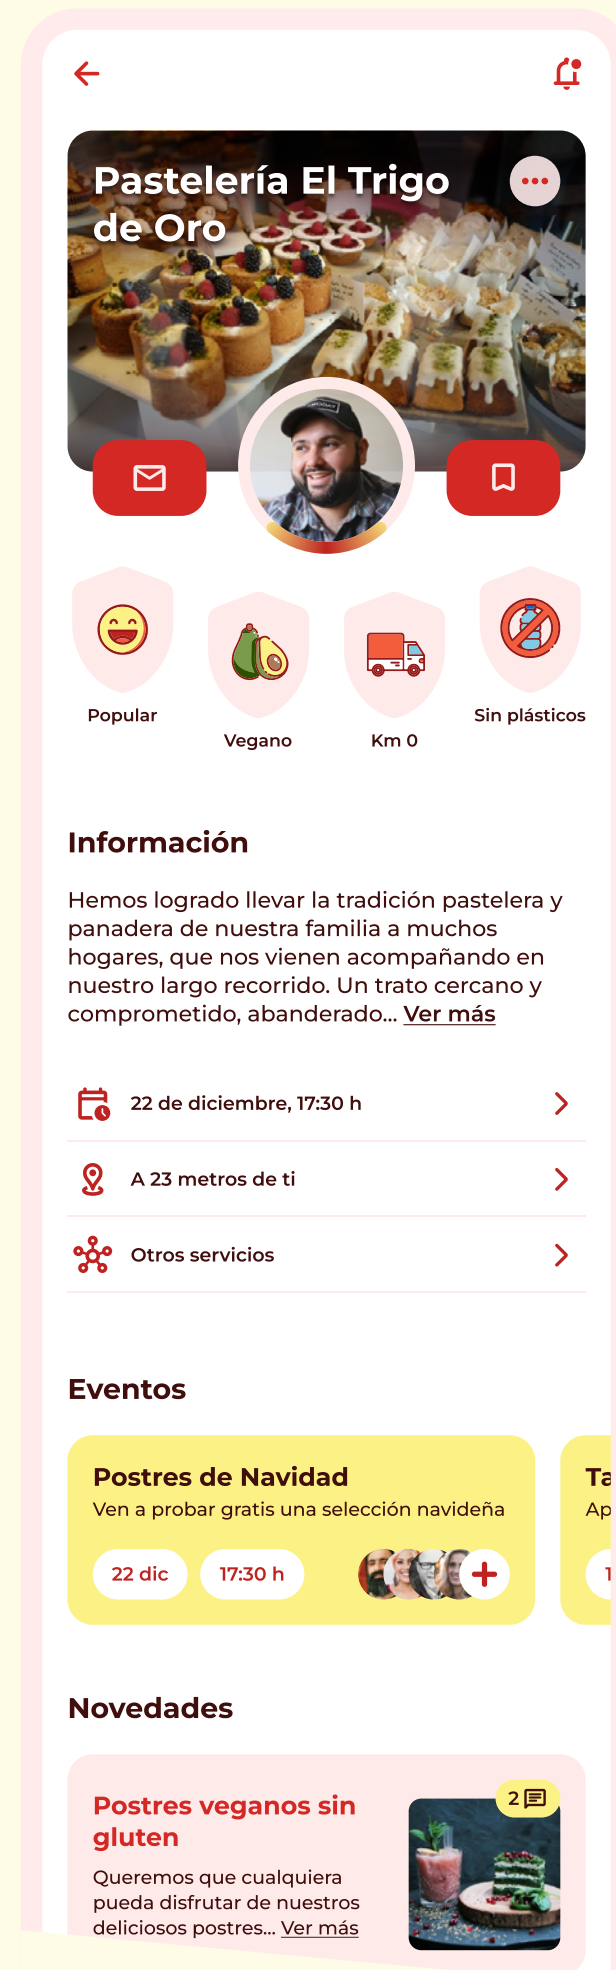 Pastelería El Trigo
de Oro
Popular
Vegano
Km 0
Sin plásticos
Información
Hemos logrado llevar la tradición pastelera y
panadera de nuestra familia a muchos
hogares, que nos vienen acompañando en
nuestro largo recorrido. Un trato cercano y
comprometido, abanderado... Ver más
22 de diciembre, 17:30 h
A 23 metros de ti
Otros servicios
Eventos
Postres de Navidad
Ven a probar gratis una selección navideña
22 dic
17:30 h
Ta
Ap
1
Novedades
2
Postres veganos sin
gluten
Queremos que cualquiera
pueda disfrutar de nuestros
deliciosos postres... Ver más